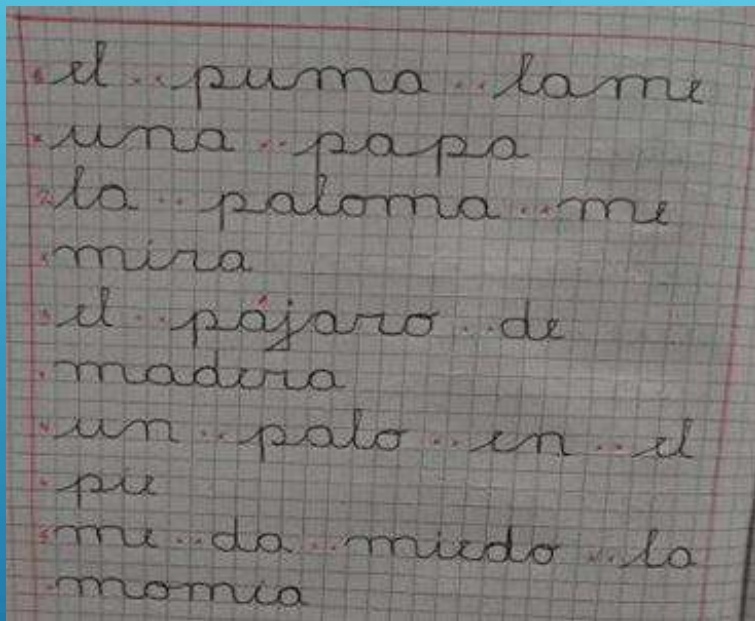 el puma lame
una papa
la paloma me
mira
el pájaro de
madera
un palo en el
pie
me da miedo la
momia